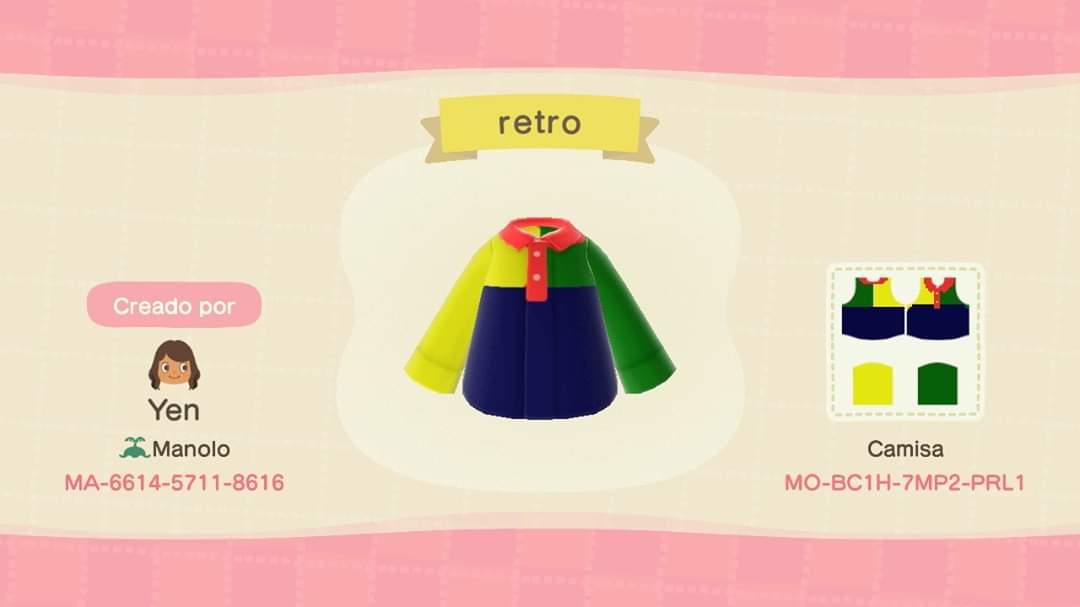 retro
Creado por
Yen
Manolo
MA-6614-5711-8616
Camisa
MO-BC1H-7MP2-PRL1